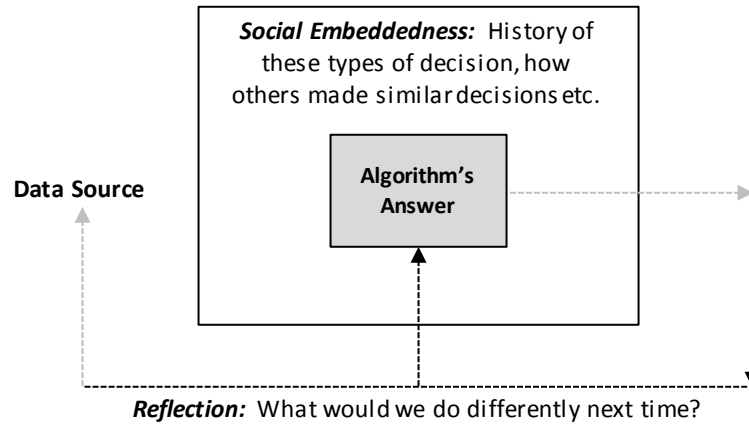 Social Embeddedness: History of
these types of decision, how
others made similar decisions etc.
Algorithm's
Answer
Data Source
Reflection: What would we do differently next time?